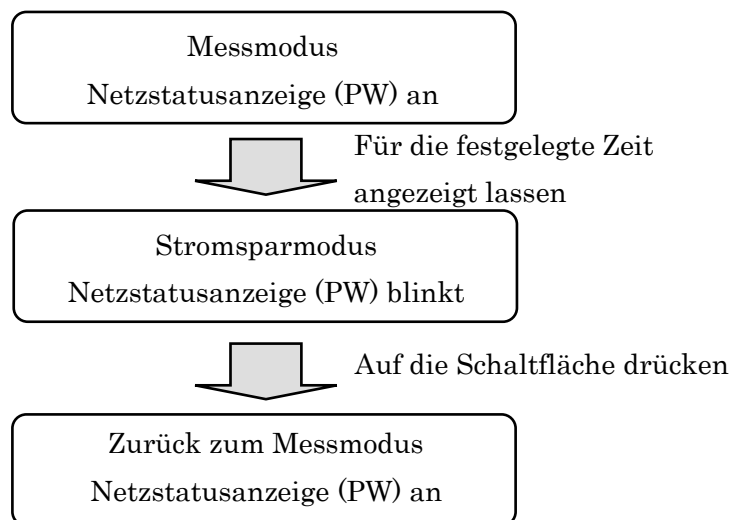 Messmodus
Netzstatusanzeige (PW) an
Für die festgelegte Zeit
angezeigt lassen
Stromsparmodus
Netzstatusanzeige (PW) blinkt
Auf die Schaltfläche drücken
Zurück zum Messmodus
Netzstatusanzeige (PW) an